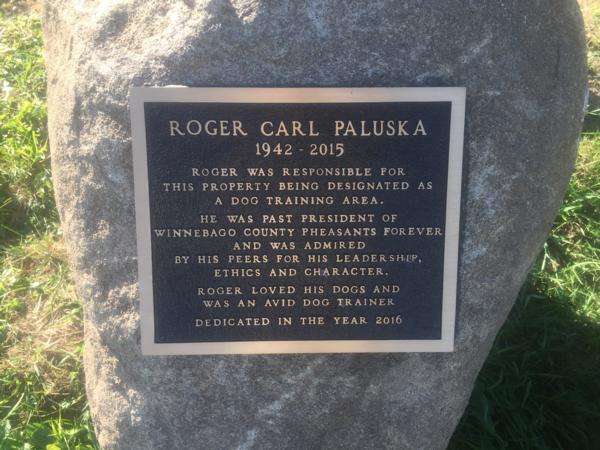 ROGER CARL PALUSKA
1942 - 2015
ROGER WAS RESPONSIBLE FOR
THIS PROPERTY BEING DESIGNATED AS
A DOG TRAINING AREA.
HE WAS PAST PRESIDENT OF
WINNEBAGO COUNTY PHEASANTS FOREVER
AND WAS ADMIRED
BY HIS PEERS FOR HIS LEADERSHIP,
ETHICS AND CHARACTER.
ROGER LOVED HIS DOGS AND
WAS AN AVID DOG TRAINER
DEDICATED IN THE YEAR 2016